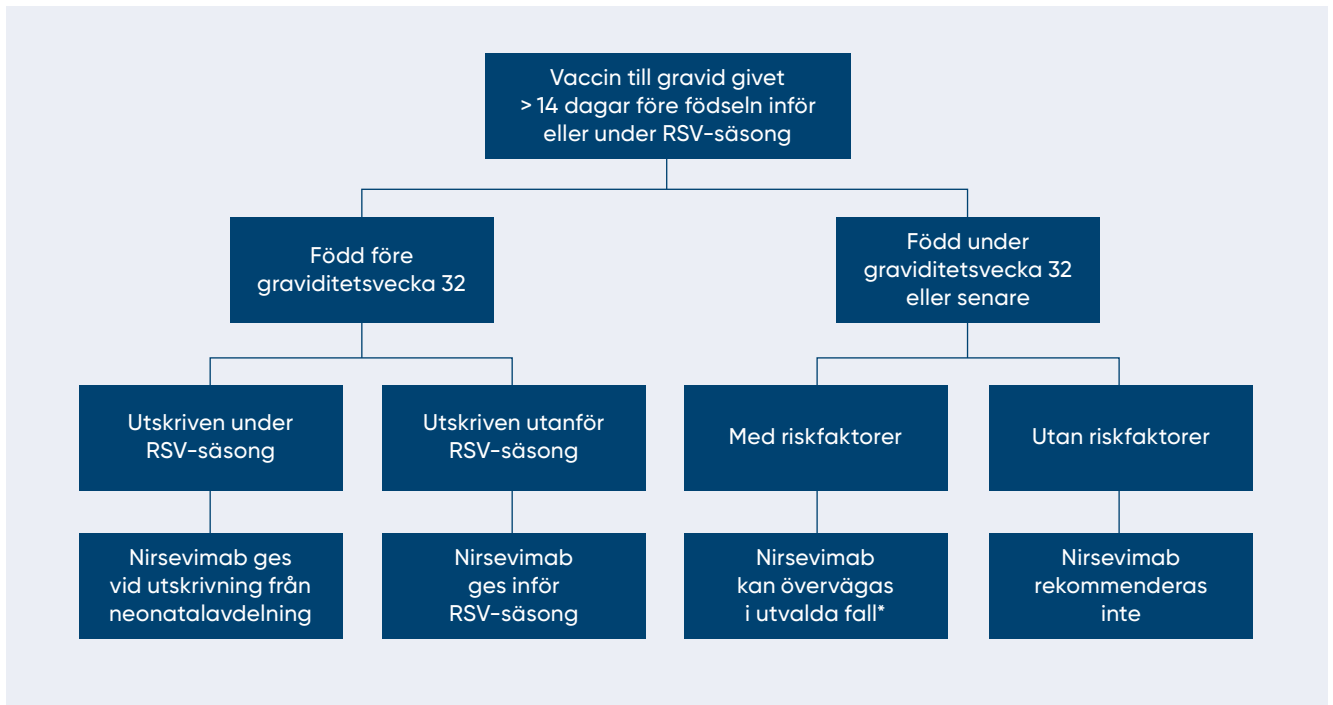 Vaccin till gravid givet
> 14 dagar före födseln inför
eller under RSV-säsong
Född före
graviditetsvecka 32
Född under
graviditetsvecka 32
eller senare
Utskriven under
RSV-säsong
Utskriven utanför
RSV-säsong
Med riskfaktorer
Utan riskfaktorer
Nirsevimab ges
vid utskrivning från
neonatalavdelning
Nirsevimab
ges inför
RSV-säsong
Nirsevimab
kan övervägas
i utvalda fall*
Nirsevimab
rekommenderas
inte